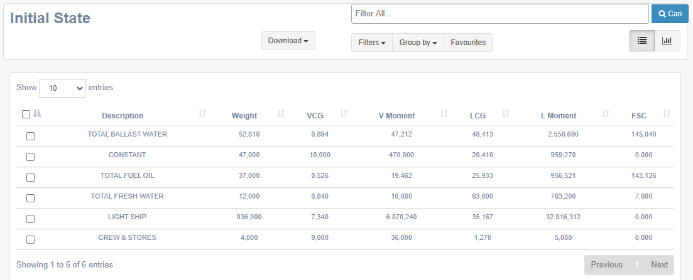 Initial State
Filter All...
Cari
Download
Filters Group by Favourites
Show 10 entries
Description Weight VCG V Moment LCG L Moment FSC
TOTAL BALLAST WATER 52,810 0,894 47,212 48,413 2.556,690 145,040
CONSTANT 47,000 10,000 470,000 20,410 959,270 0,000
TOTAL FUEL OIL 37,000 0,526 19,462 25,933 956,521 143,126
TOTAL FRESH WATER 12,000 0,840 10,080 63,600 763,200 7,600
LIGHT SHIP 936,000 7,340 6.870,240 35,167 32.916,312 0,000
CREW & STORES 4,000 9,000 36,000 1,270 5,080 0,000
Showing 1 to 6 of 6 entries
Previous 1 Next